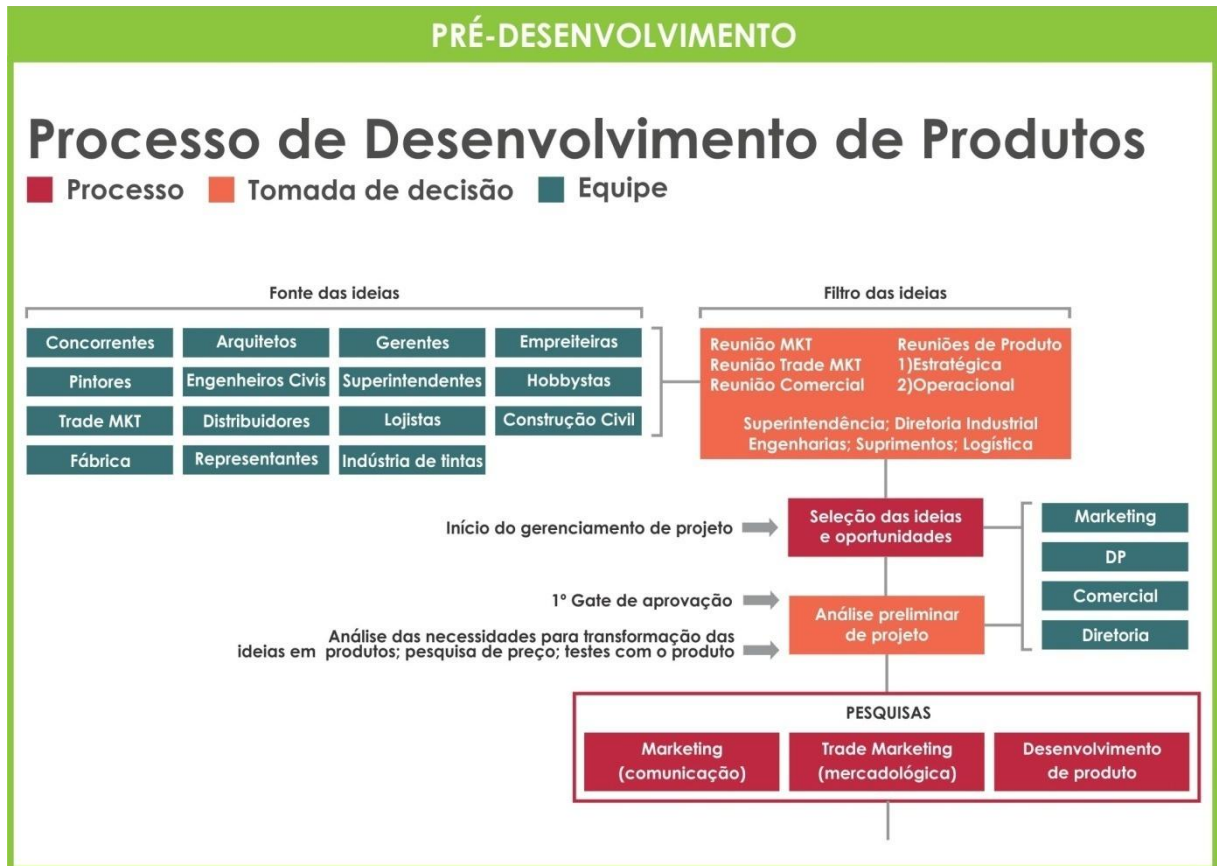 PRÉ-DESENVOLVIMENTO
Processo de Desenvolvimento de Produtos
Processo
Tomada de decisão
Equipe
Fonte das ideias
Concorrentes
Arquitetos
Gerentes
Empreiteiras
Pintores
Engenheiros Civis
Superintendentes
Hobbystas
Trade MKT
Distribuidores
Lojistas
Construção Civil
Fábrica
Representantes
Indústria de tintas
Filtro das ideias
Reunião MKT
Reunião Trade MKT
Reunião Comercial
Reuniões de Produto
1)Estratégica
2)Operacional
Superintendência; Diretoria Industrial
Engenharias; Suprimentos; Logística
Início do gerenciamento de projeto
Seleção das ideias
e oportunidades
Marketing
DP
Comercial
Diretoria
1º Gate de aprovação
Análise das necessidades para transformação das
ideias em produtos; pesquisa de preço; testes com o produto
Análise preliminar
de projeto
PESQUISAS
Marketing
(comunicação)
Trade Marketing
(mercadológica)
Desenvolvimento
de produto